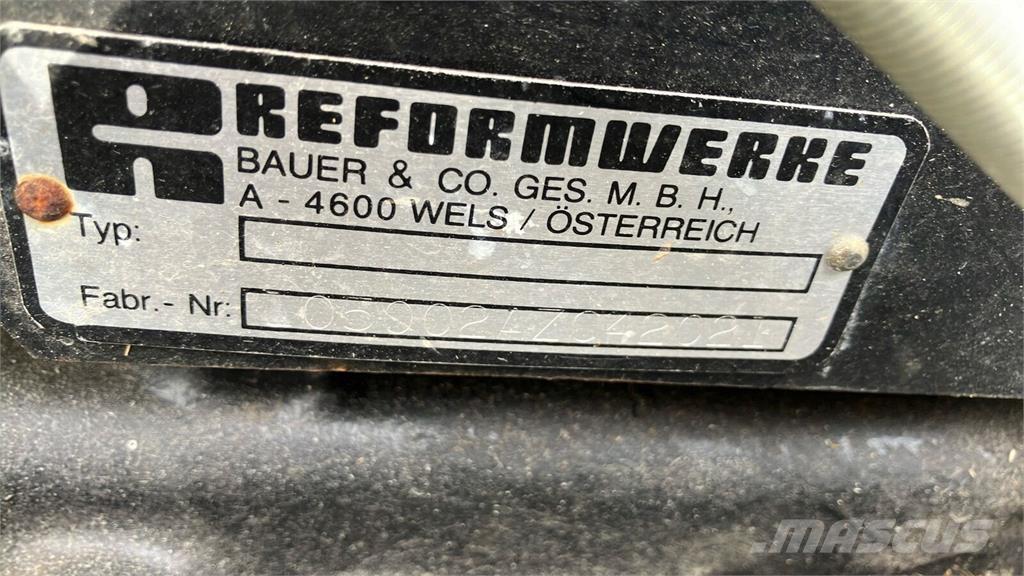 REFORMWERKE
BAUER & CO. GES. M. B. H.,
A - 4600 WELS / ÖSTERREICH
Typ:
Fabr.- Nr:
MASCUS